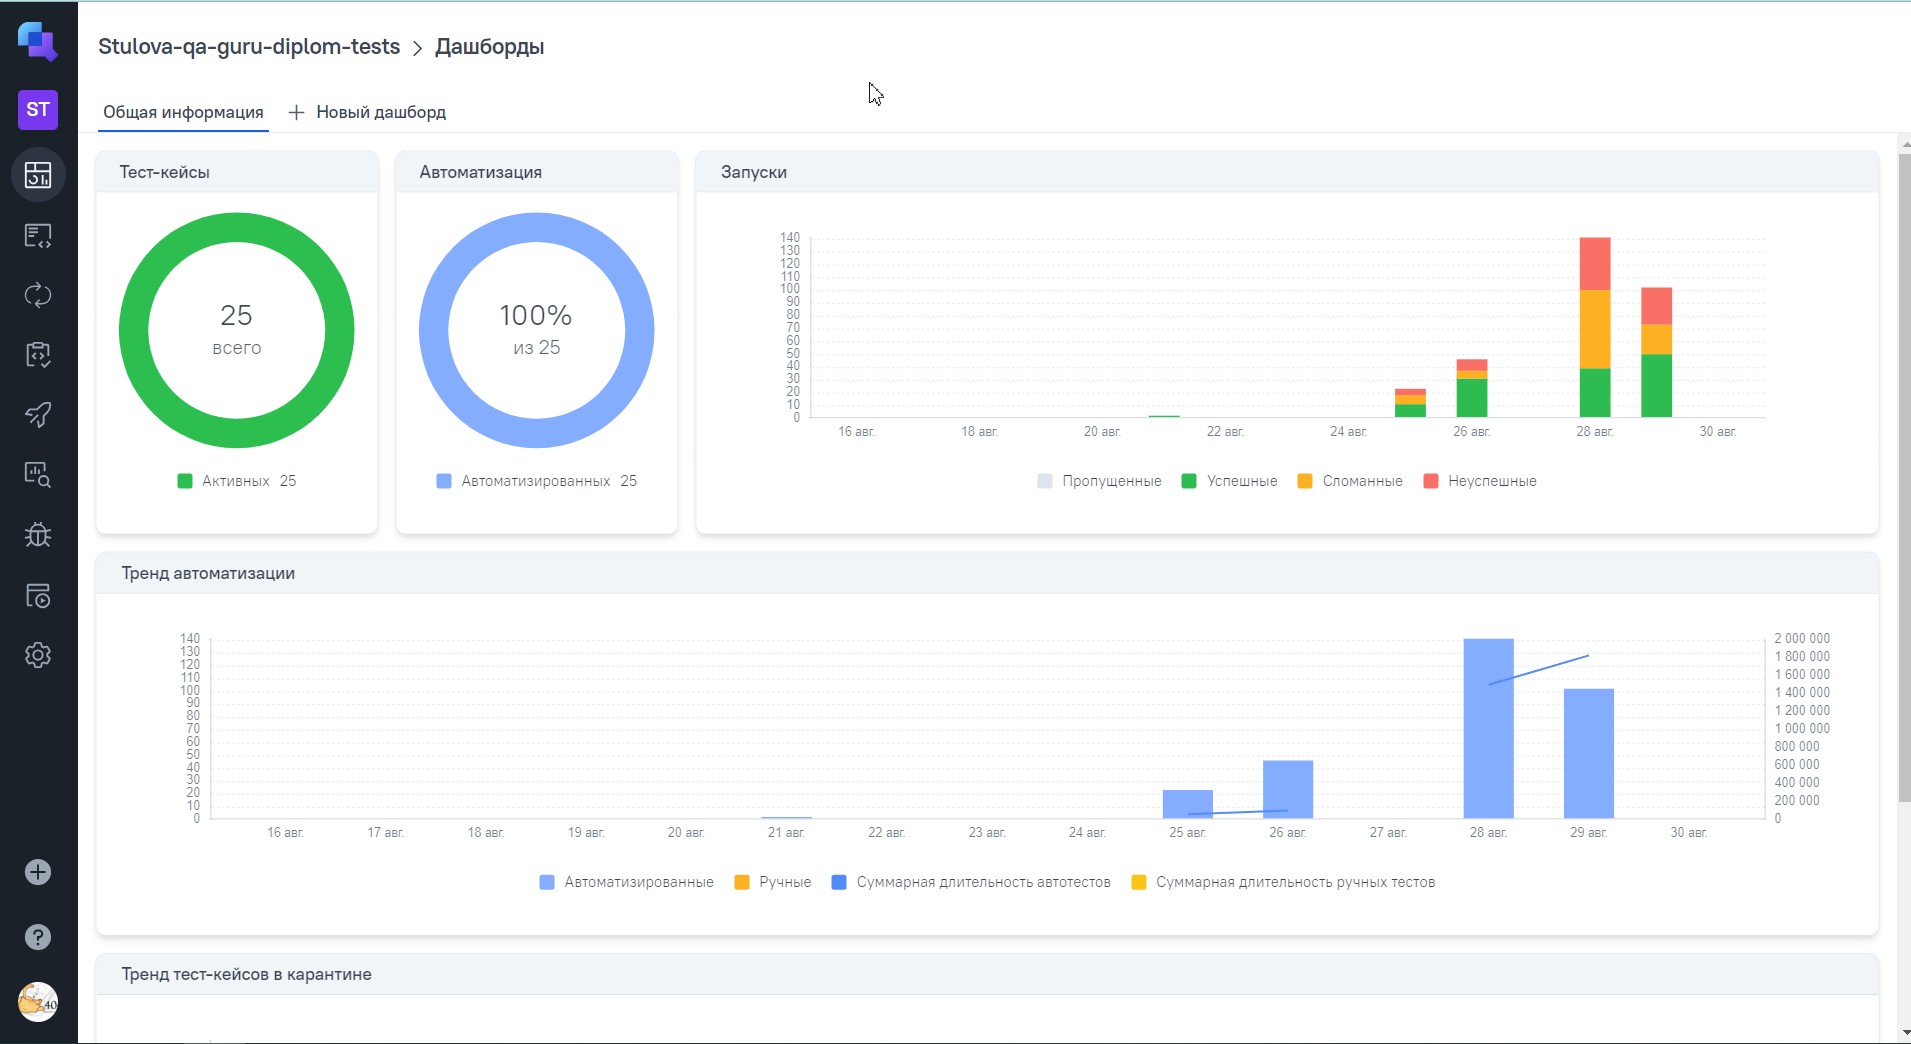 Stulova-qa-guru-diplom-tests > Дашборды
ST
Общая информация
Новый дашборд
Тест-кейсы
25
всего
Активных 25
Автоматизация
100%
из 25
Автоматизированных 25
Запуски
140
130
120
110
100
90
80
70
60
50
40
30
20
10
0
16 авг. 18 авг. 20 авг. 22 авг. 24 авг. 26 авг. 28 авг. 30 авг.
Пропущенные Успешные Сломанные Неуспешные
Тренд автоматизации
140
130
120
110
100
90
80
70
60
50
40
30
20
10
0
2 000 000
1 800 000
1 600 000
1 400 000
1 200 000
1 000 000
800 000
600 000
400 000
200 000
0
16 авг. 17 авг. 18 авг. 19 авг. 20 авг. 21 авг. 22 авг. 23 авг. 24 авг. 25 авг. 26 авг. 27 авг. 28 авг. 29 авг. 30 авг.
Автоматизированные Ручные Суммарная длительность автотестов Суммарная длительность ручных тестов
Тренд тест-кейсов в карантине
?
40